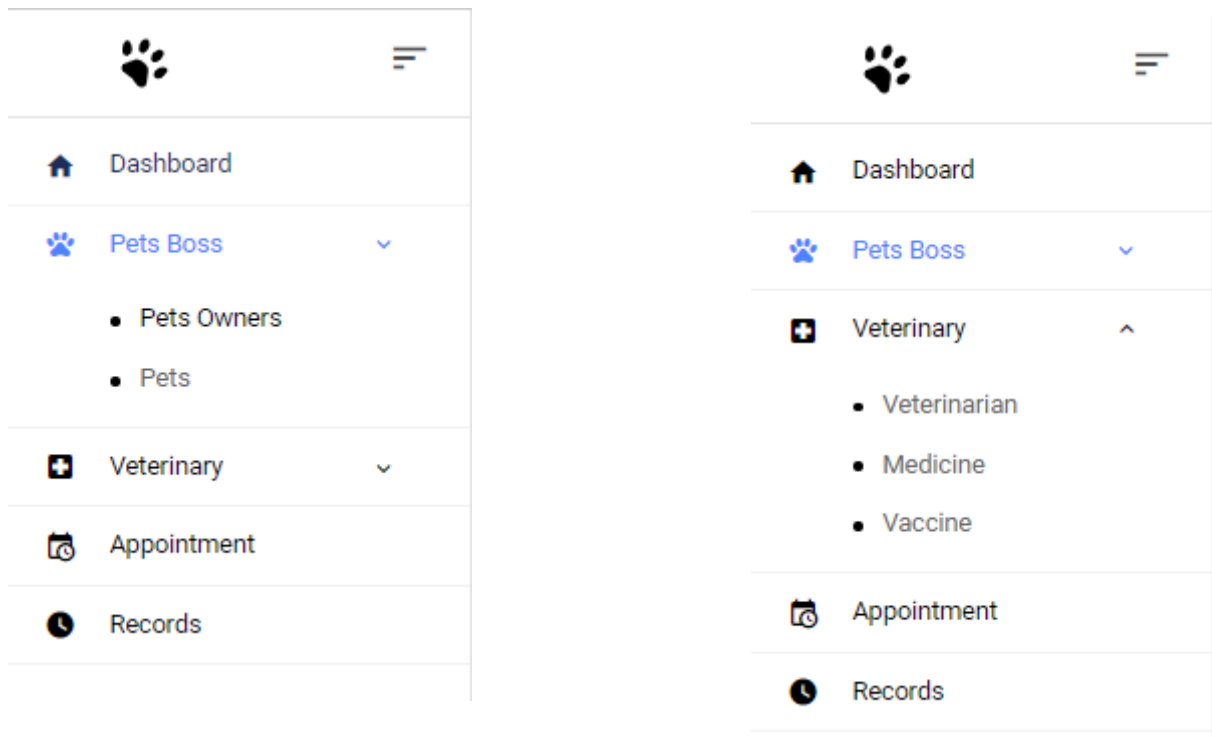 Dashboard
Pets Boss
Pets Owners
Pets
Veterinary
Appointment
Records
Dashboard
Pets Boss
Veterinary
Veterinarian
Medicine
Vaccine
Appointment
Records